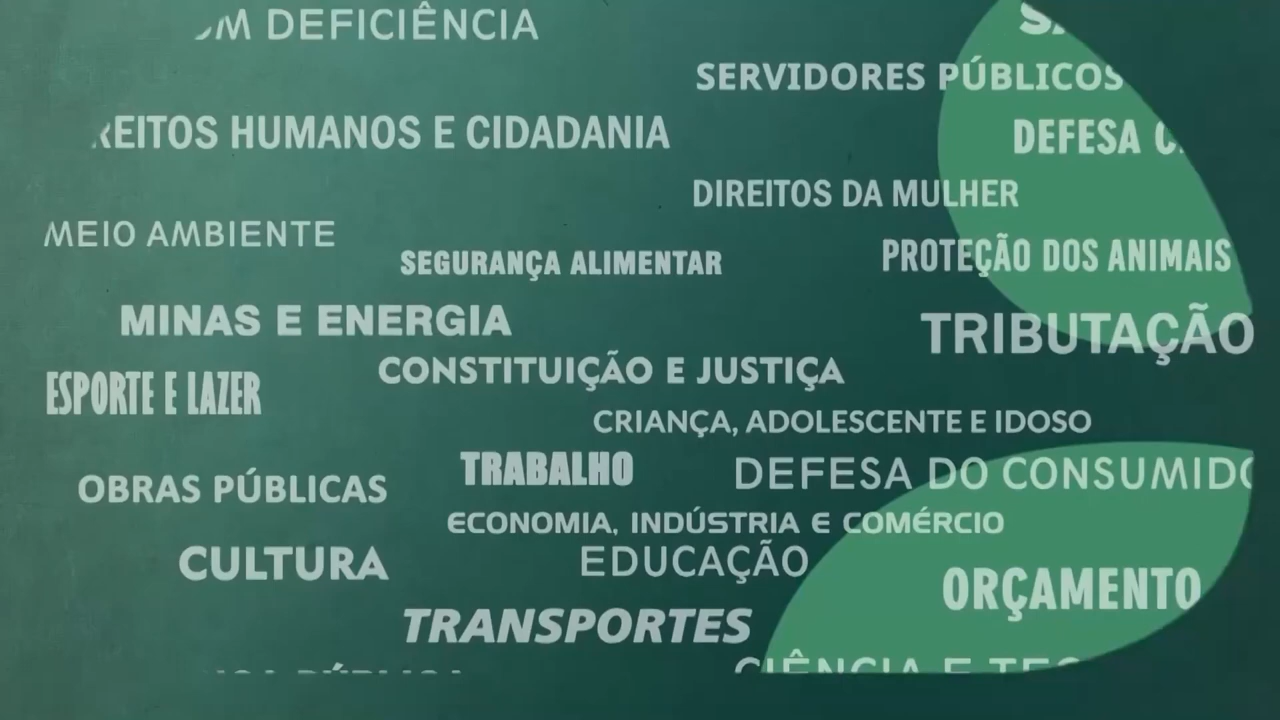 DEFICIÊNCIA
SERVIDORES PÚBLICOS
HUMANOS E CIDADANIA
DEFESA
DIREITOS DA MULHER
MEIO AMBIENTE
SEGURANÇA ALIMENTAR
PROTEÇÃO DOS ANIMAIS
MINAS E ENERGIA
TRIBUTAÇÃO
CONSTITUIÇÃO E JUSTIÇA
ESPORTE E LAZER
CRIANÇA, ADOLESCENTE E IDOSO
TRABALHO
DEFESA DO
OBRAS PÚBLICAS
ECONOMIA, INDÚSTRIA E COMÉRCIO
CULTURA
EDUCAÇÃO
ORÇAMENTO
TRANSPORTES
CIÊNCIA E